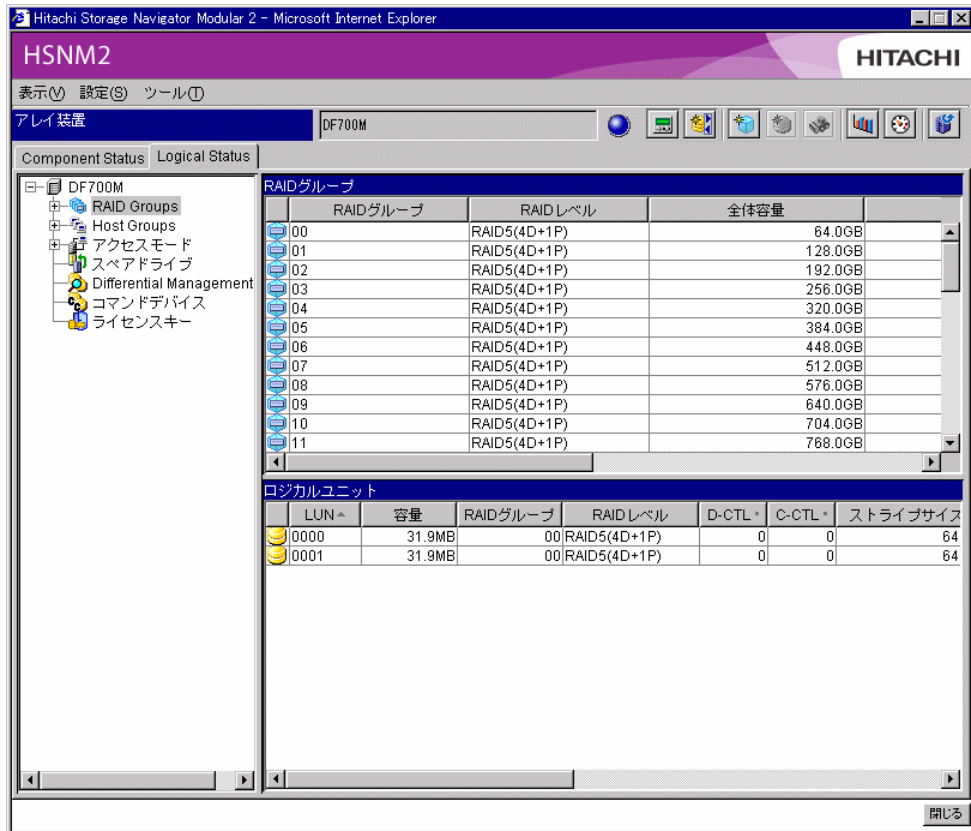 Hitachi Storage Navigator Modular 2 - Microsoft Internet Explorer
HSNM2
HITACHI
表示(V) 設定(S) ツール(T)
アレイ装置 DF700M
Component Status Logical Status
DF700M
RAID Groups
Host Groups
アクセスモード
スペアドライブ
Differential Management
コマンドデバイス
ライセンスキー
RAIDグループ
RAIDグループ RAIDレベル 全体容量
00 RAID5(4D+1P) 64.0GB
01 RAID5(4D+1P) 128.0GB
02 RAID5(4D+1P) 192.0GB
03 RAID5(4D+1P) 256.0GB
04 RAID5(4D+1P) 320.0GB
05 RAID5(4D+1P) 384.0GB
06 RAID5(4D+1P) 448.0GB
07 RAID5(4D+1P) 512.0GB
08 RAID5(4D+1P) 576.0GB
09 RAID5(4D+1P) 640.0GB
10 RAID5(4D+1P) 704.0GB
11 RAID5(4D+1P) 768.0GB
ロジカルユニット
LUN 容量 RAIDグループ RAIDレベル D-CTL* C-CTL* ストライプサイズ
0000 31.9MB 00 RAID5(4D+1P) 0 0 64
0001 31.9MB 00 RAID5(4D+1P) 0 0 64
閉じる